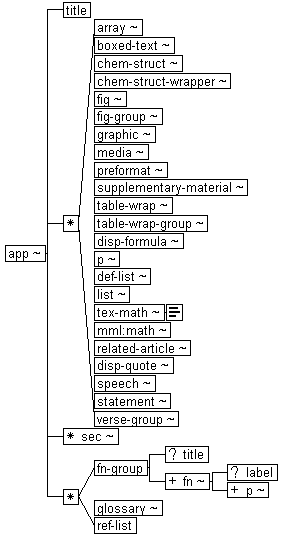 title
array ~
boxed-text ~
chem-struct ~
chem-struct-wrapper ~
fig ~
fig-group ~
graphic ~
media ~
preformat ~
supplementary-material ~
table-wrap ~
* table-wrap-group ~
disp-formula ~
app ~ p ~
def-list ~
list ~
tex-math ~
mml:math ~
related-article ~
disp-quote ~
speech ~
statement ~
verse-group ~
* sec ~
? title
fn-group
+ fn ~ ? label
+ p ~
* glossary ~
ref-list